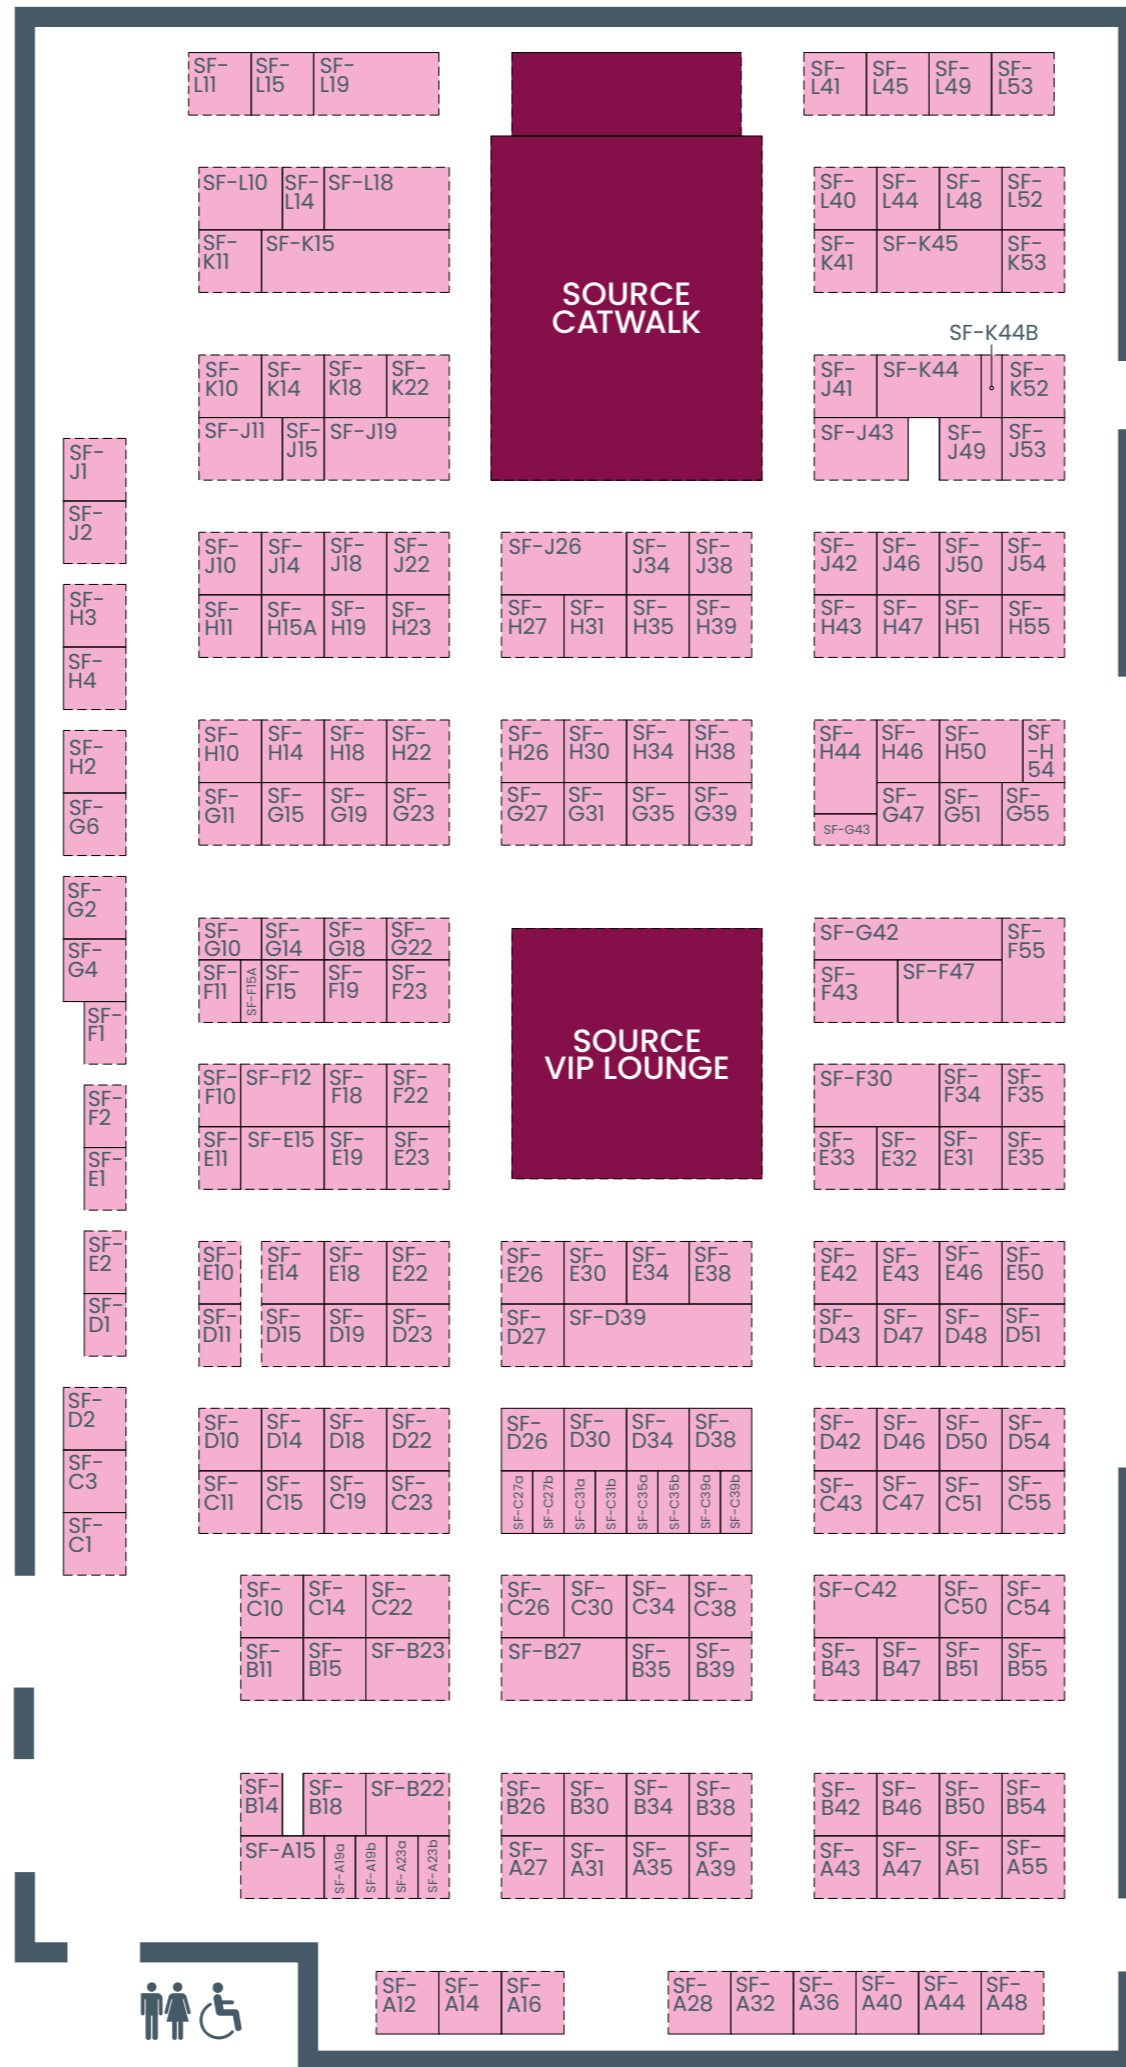 SF-
L11
SF-
L15
SF-
L19
SF-
L41
SF-
L45
SF-
L49
SF-
L53
SF-L10
SF-
L14
SF-L18
SF-
L40
SF-
L44
SF-
L48
SF-
L52
SF-
K11
SF-K15
SF-
K41
SF-K45
SF-
K53
SOURCE
CATWALK
SF-K44B
SF-
K10
SF-
K14
SF-
K18
SF-
K22
SF-
J41
SF-K44
SF-
K52
SF-J11
SF-
J15
SF-J19
SF-J43
SF-
J49
SF-
J53
SF-
J1
SF-
J2
SF-
J10
SF-
J14
SF-
J18
SF-
J22
SF-J26
SF-
J34
SF-
J38
SF-
J42
SF-
J46
SF-
J50
SF-
J54
SF-
H3
SF-
H11
SF-
H15A
SF-
H19
SF-
H23
SF-
H27
SF-
H31
SF-
H35
SF-
H39
SF-
H43
SF-
H47
SF-
H51
SF-
H55
SF-
H4
SF-
H2
SF-
H10
SF-
H14
SF-
H18
SF-
H22
SF-
H26
SF-
H30
SF-
H34
SF-
H38
SF-
H44
SF-
H46
SF-
H50
SF
-H
54
SF-
G6
SF-
G11
SF-
G15
SF-
G19
SF-
G23
SF-
G27
SF-
G31
SF-
G35
SF-
G39
SF-G43
SF-
G47
SF-
G51
SF-
G55
SF-
G2
SF-
G4
SF-
F1
SF-
G10
SF-
G14
SF-
G18
SF-
G22
SF-G42
SF-
F55
SF-
F11
SF-F15A
SF-
F15
SF-
F19
SF-
F23
SF-
F43
SF-F47
SOURCE
VIP LOUNGE
SF-
F2
SF-
E1
SF-
F10
SF-F12
SF-
F18
SF-
F22
SF-F30
SF-
F34
SF-
F35
SF-
E11
SF-E15
SF-
E19
SF-
E23
SF-
E33
SF-
E32
SF-
E31
SF-
E35
SF-
E2
SF-
D1
SF-
E10
SF-
E14
SF-
E18
SF-
E22
SF-
E26
SF-
E30
SF-
E34
SF-
E38
SF-
E42
SF-
E43
SF-
E46
SF-
E50
SF-
D11
SF-
D15
SF-
D19
SF-
D23
SF-
D27
SF-D39
SF-
D43
SF-
D47
SF-
D48
SF-
D51
SF-
D2
SF-
C3
SF-
C1
SF-
D10
SF-
D14
SF-
D18
SF-
D22
SF-
D26
SF-
D30
SF-
D34
SF-
D38
SF-
D42
SF-
D46
SF-
D50
SF-
D54
SF-
C11
SF-
C15
SF-
C19
SF-
C23
SF-C27a
SF-C27b
SF-C31a
SF-C31b
SF-C35a
SF-C35b
SF-C39a
SF-C39b
SF-
C43
SF-
C47
SF-
C51
SF-
C55
SF-
C10
SF-
C14
SF-
C22
SF-
C26
SF-
C30
SF-
C34
SF-
C38
SF-C42
SF-
C50
SF-
C54
SF-
B11
SF-
B15
SF-B23
SF-B27
SF-
B35
SF-
B39
SF-
B43
SF-
B47
SF-
B51
SF-
B55
SF-
B14
SF-
B18
SF-B22
SF-
B26
SF-
B30
SF-
B34
SF-
B38
SF-
B42
SF-
B46
SF-
B50
SF-
B54
SF-A15
SF-A19a
SF-A19b
SF-A23a
SF-A23b
SF-
A27
SF-
A31
SF-
A35
SF-
A39
SF-
A43
SF-
A47
SF-
A51
SF-
A55
SF-
A12
SF-
A14
SF-
A16
SF-
A28
SF-
A32
SF-
A36
SF-
A40
SF-
A44
SF-
A48